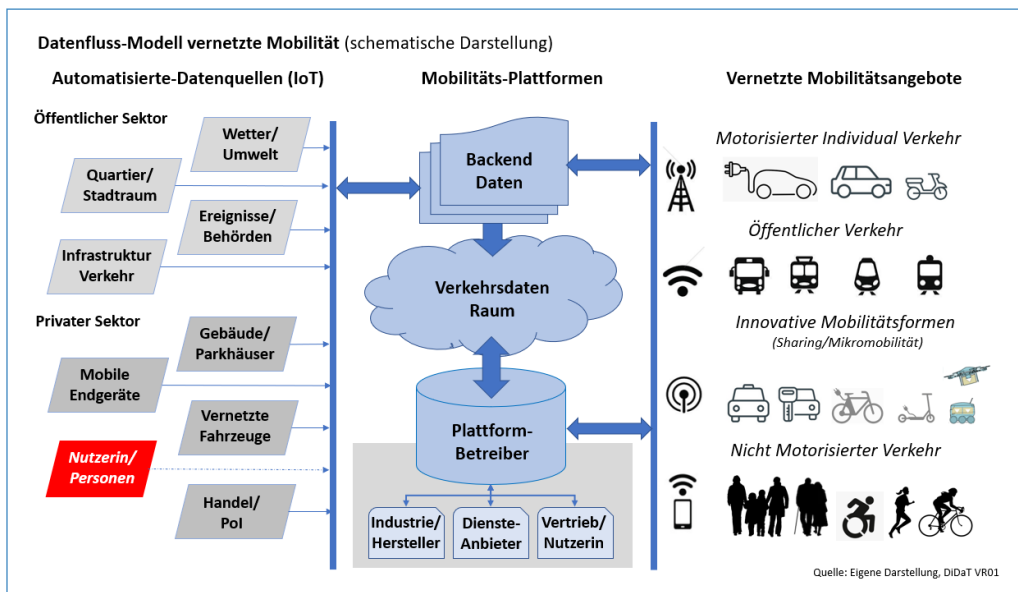 Datenfluss-Modell vernetzte Mobilität (schematische Darstellung)
Automatisierte-Datenquellen (IoT)
Öffentlicher Sektor
Wetter/
Umwelt
Quartier/
Stadtraum
Ereignisse/
Behörden
Infrastruktur
Verkehr
Privater Sektor
Gebäude/
Parkhäuser
Mobile
Endgeräte
Vernetzte
Fahrzeuge
Nutzerin/
Personen
Handel/
PoI
Mobilitäts-Plattformen
Backend
Daten
Verkehrsdaten
Raum
3
Plattform-
Betreiber
Industrie/
Hersteller
Dienste-
Anbieter
Vertrieb/
Nutzerin
Vernetzte Mobilitätsangebote
Motorisierter Individual Verkehr
Öffentlicher Verkehr
Innovative Mobilitätsformen
(Sharing/Mikromobilität)
Nicht Motorisierter Verkehr
Quelle: Eigene Darstellung, DiDaT VR01